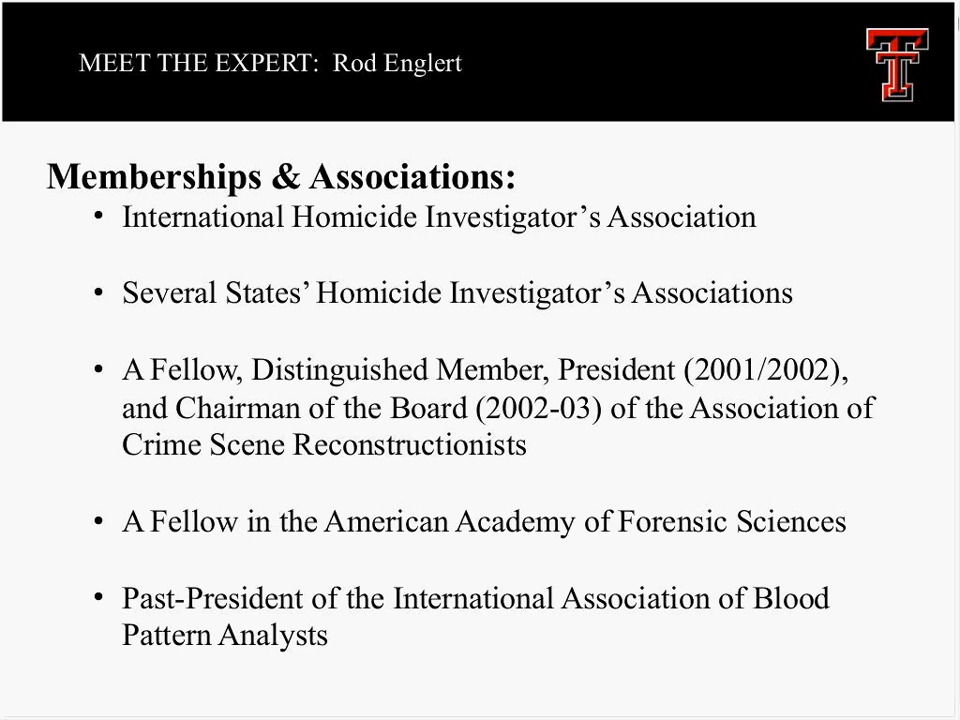 MEET THE EXPERT: Rod Englert
Memberships & Associations:
• International Homicide Investigator’s Association
• Several States’ Homicide Investigator’s Associations
• A Fellow, Distinguished Member, President (2001/2002),
and Chairman of the Board (2002-03) of the Association of
Crime Scene Reconstructionists
• A Fellow in the American Academy of Forensic Sciences
• Past-President of the International Association of Blood
Pattern Analysts